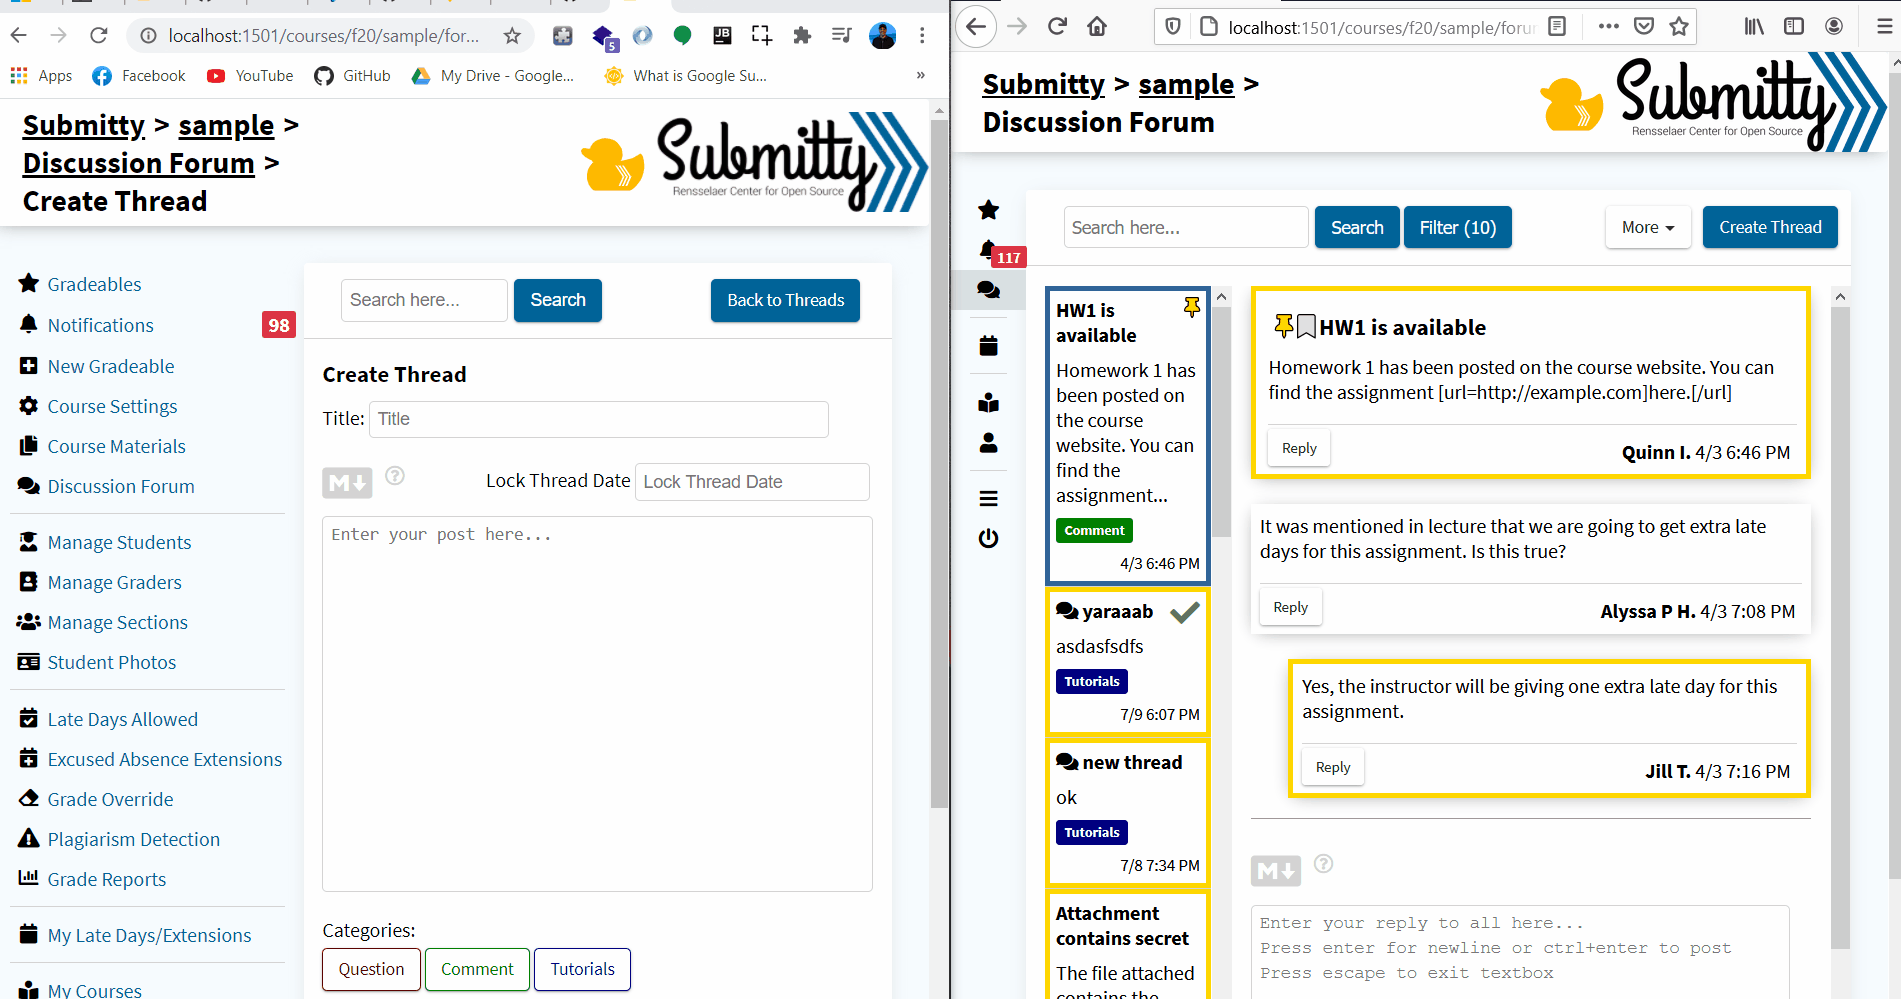 localhost:1501/courses/f20/sample/for...
5
JB
Apps
Facebook
YouTube
GitHub
My Drive - Google...
What is Google Su...
»
Submitty > sample >
Discussion Forum >
Create Thread
Submitty
Rensselaer Center for Open Source
Gradeables
Notifications
98
New Gradeable
Course Settings
Course Materials
Discussion Forum
Manage Students
Manage Graders
Manage Sections
Student Photos
Late Days Allowed
Excused Absence Extensions
Grade Override
Plagiarism Detection
Grade Reports
My Late Days/Extensions
My Courses
Search here...
Search
Back to Threads
Create Thread
Title:
Title
M
?
Lock Thread Date
Lock Thread Date
Enter your post here...
Categories:
Question
Comment
Tutorials
localhost:1501/courses/f20/sample/forum
Submitty > sample >
Discussion Forum
Submitty
Rensselaer Center for Open Source
117
Search here...
Search
Filter (10)
More
Create Thread
HW1 is
available
Homework 1 has
been posted on
the course
website. You can
find the
assignment...
Comment
4/3 6:46 PM
yaraaab
asdasfsdfs
Tutorials
7/9 6:07 PM
new thread
ok
Tutorials
7/8 7:34 PM
Attachment
contains secret
The file attached
contains the
HW1 is available
Homework 1 has been posted on the course website. You can
find the assignment [url=http://example.com]here.[/url]
Reply
Quinn I. 4/3 6:46 PM
It was mentioned in lecture that we are going to get extra late
days for this assignment. Is this true?
Reply
Alyssa P H. 4/3 7:08 PM
Yes, the instructor will be giving one extra late day for this
assignment.
Reply
Jill T. 4/3 7:16 PM
M
?
Enter your reply to all here...
Press enter for newline or ctrl+enter to post
Press escape to exit textbox